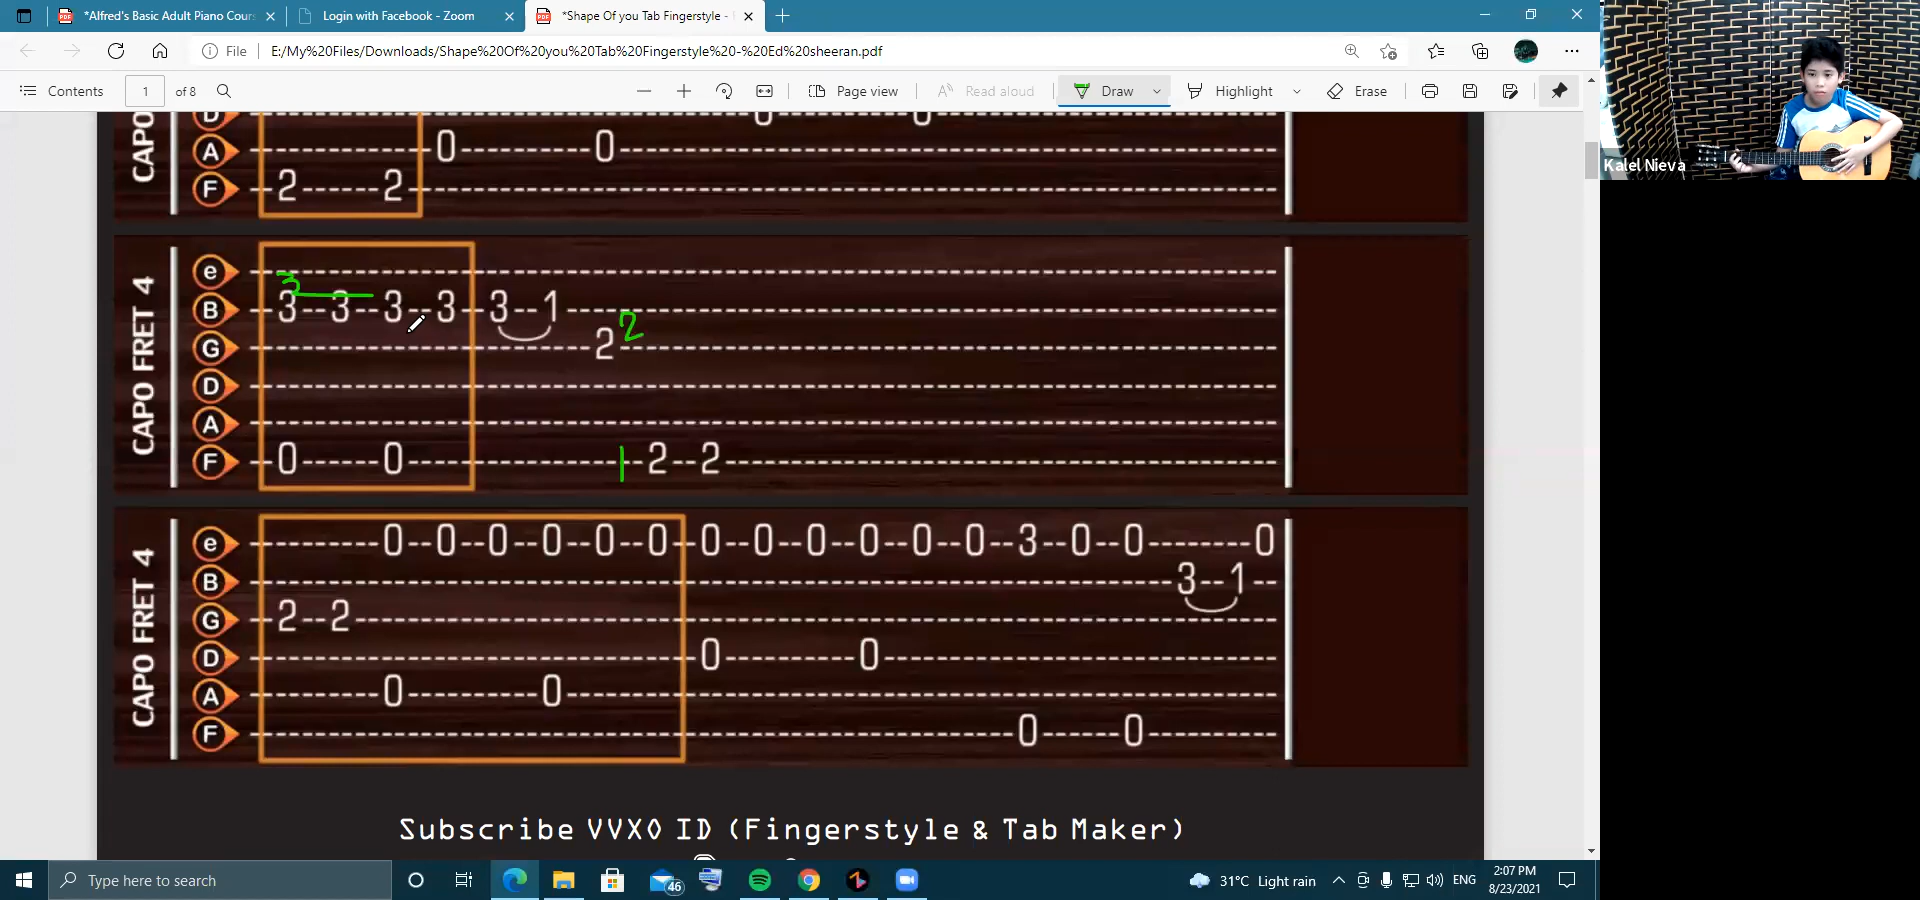 *Alfred's Basic Adult Piano Cours
Login with Facebook - Zoom
*Shape Of you Tab Fingerstyle -
File
E:/My%20Files/Downloads/Shape%20Of%20you%20Tab%20Fingerstyle%20-%20Ed%20sheeran.pdf
Contents
1
of 8
Page view
Read aloud
Draw
Highlight
Erase
Kalel Nieva
CAPO
D
A 0 0
F 2 2 
CAPO FRET 4
e
3
B 3 3 3 3 3 1
2
G 2
D
A
F 0 0 | 2 2
CAPO FRET 4
e 0 0 0 0 0 0 0 0 0 0 0 0 3 0 0 0
B 3 1
G 2 2
D 0 0
A 0 0
F 0 0
Subscribe VVX0 ID (Fingerstyle & Tab Maker)
Type here to search
46
31°C Light rain
ENG
2:07 PM
8/23/2021